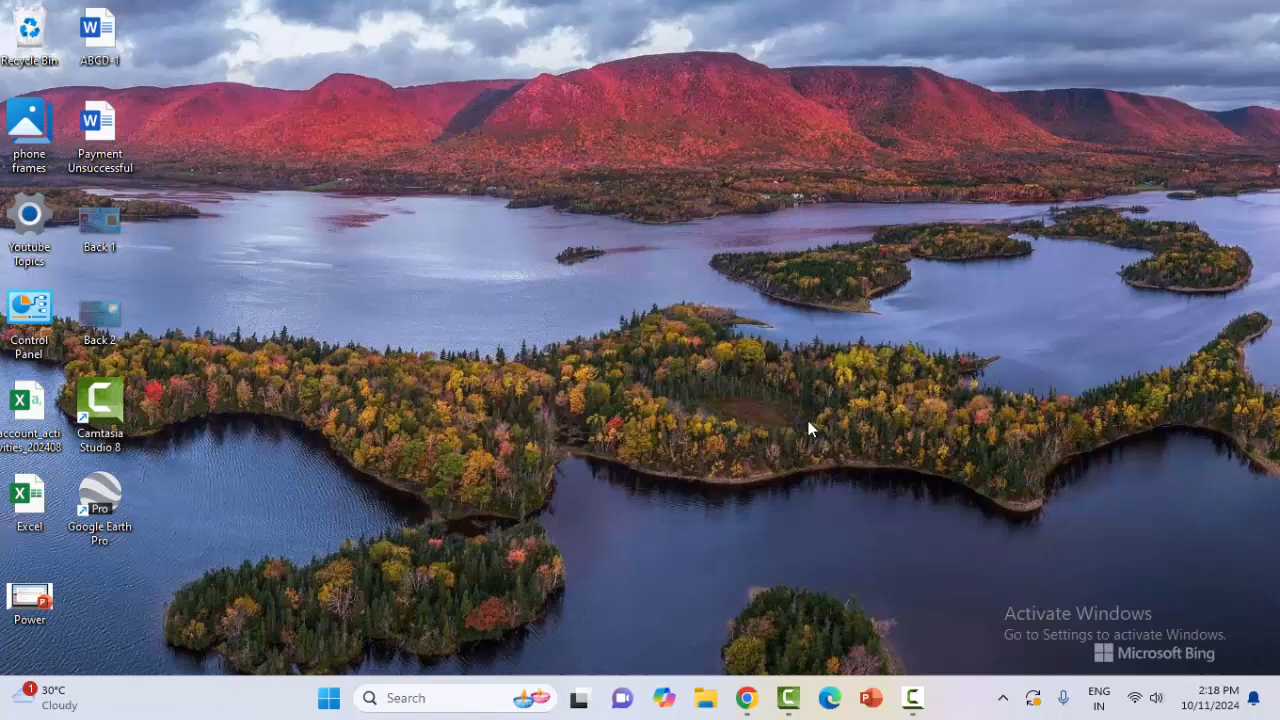 Recycle Bin
ABCD-1
phone
frames
Payment
Unsuccessful
Youtube
Topics
Back 1
Control
Panel
Back 2
account_acti
vities_202408
Camtasia
Studio 8
Excel
Pro
Google Earth
Pro
Power
Activate Windows
Go to Settings to activate Windows.
Microsoft Bing
1
30°C
Cloudy
Search
ENG
IN
2:18 PM
10/11/2024